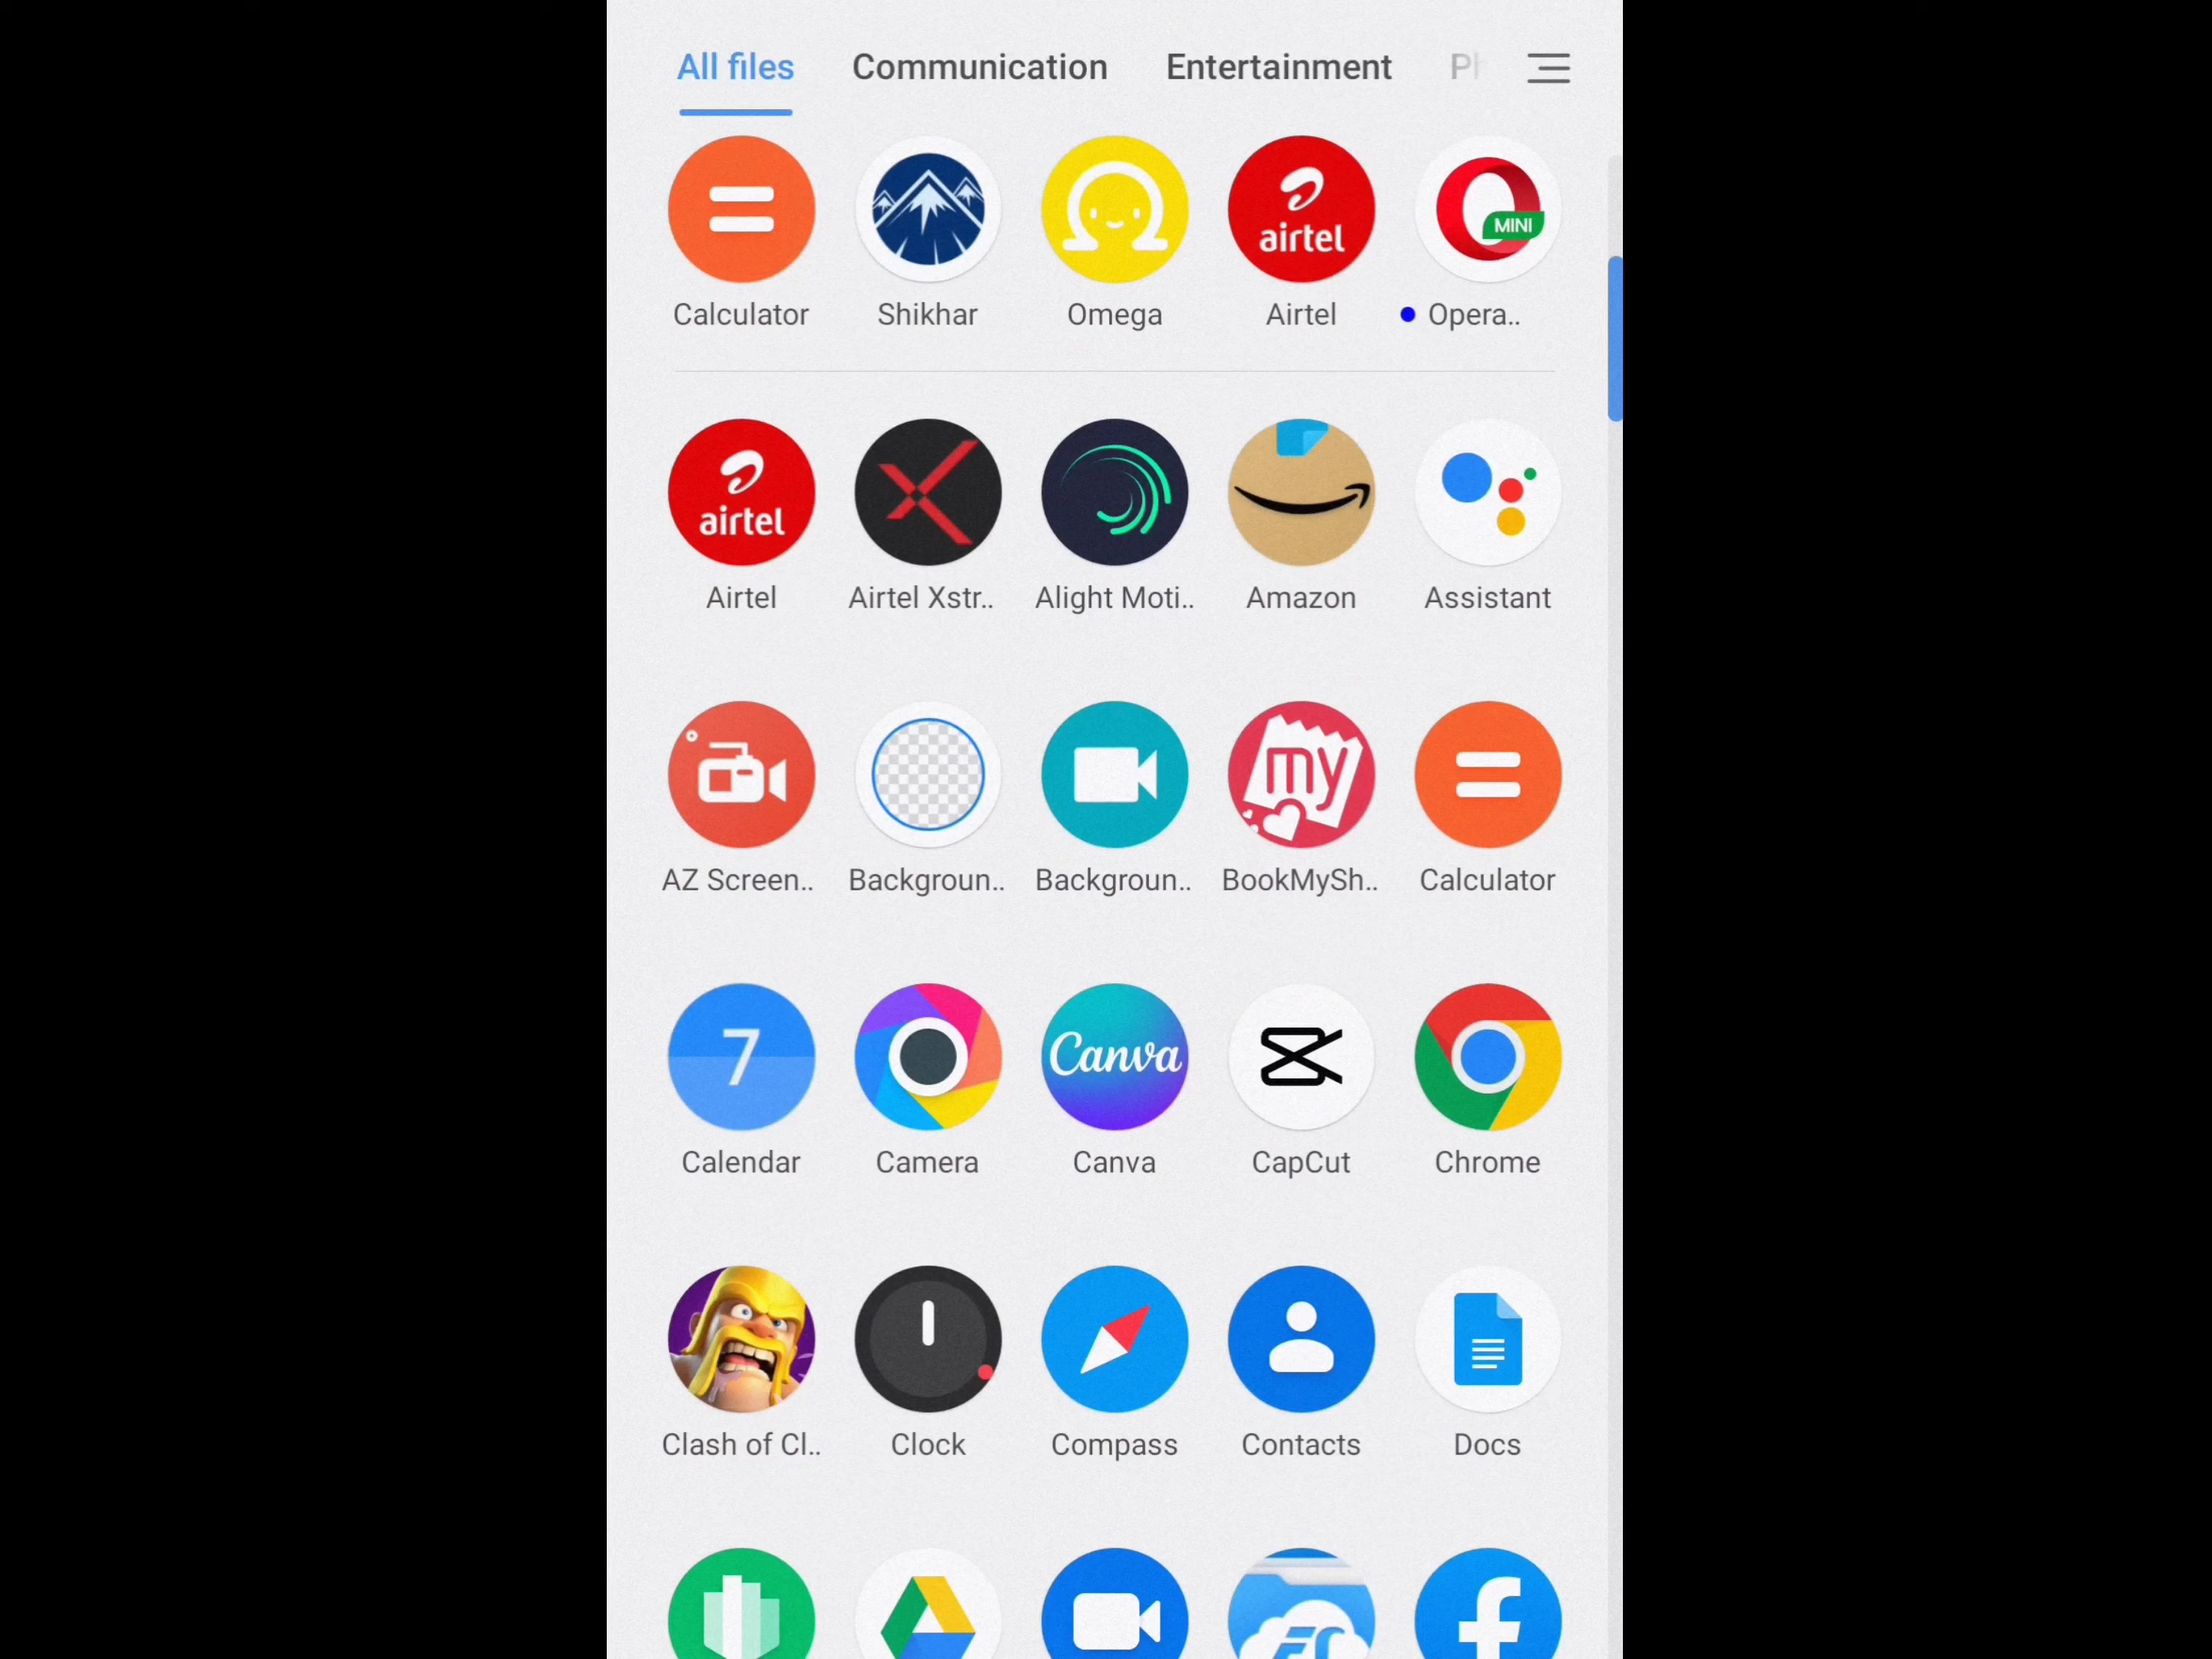 All files Communication Entertainment Ph
airtel MINI
Calculator Shikhar Omega Airtel Opera..
airtel
Airtel Airtel Xstr.. Alight Moti.. Amazon Assistant
my
AZ Screen.. Backgroun.. Backgroun.. BookMySh.. Calculator
7 Canva
Calendar Camera Canva CapCut Chrome
Clash of Cl.. Clock Compass Contacts Docs